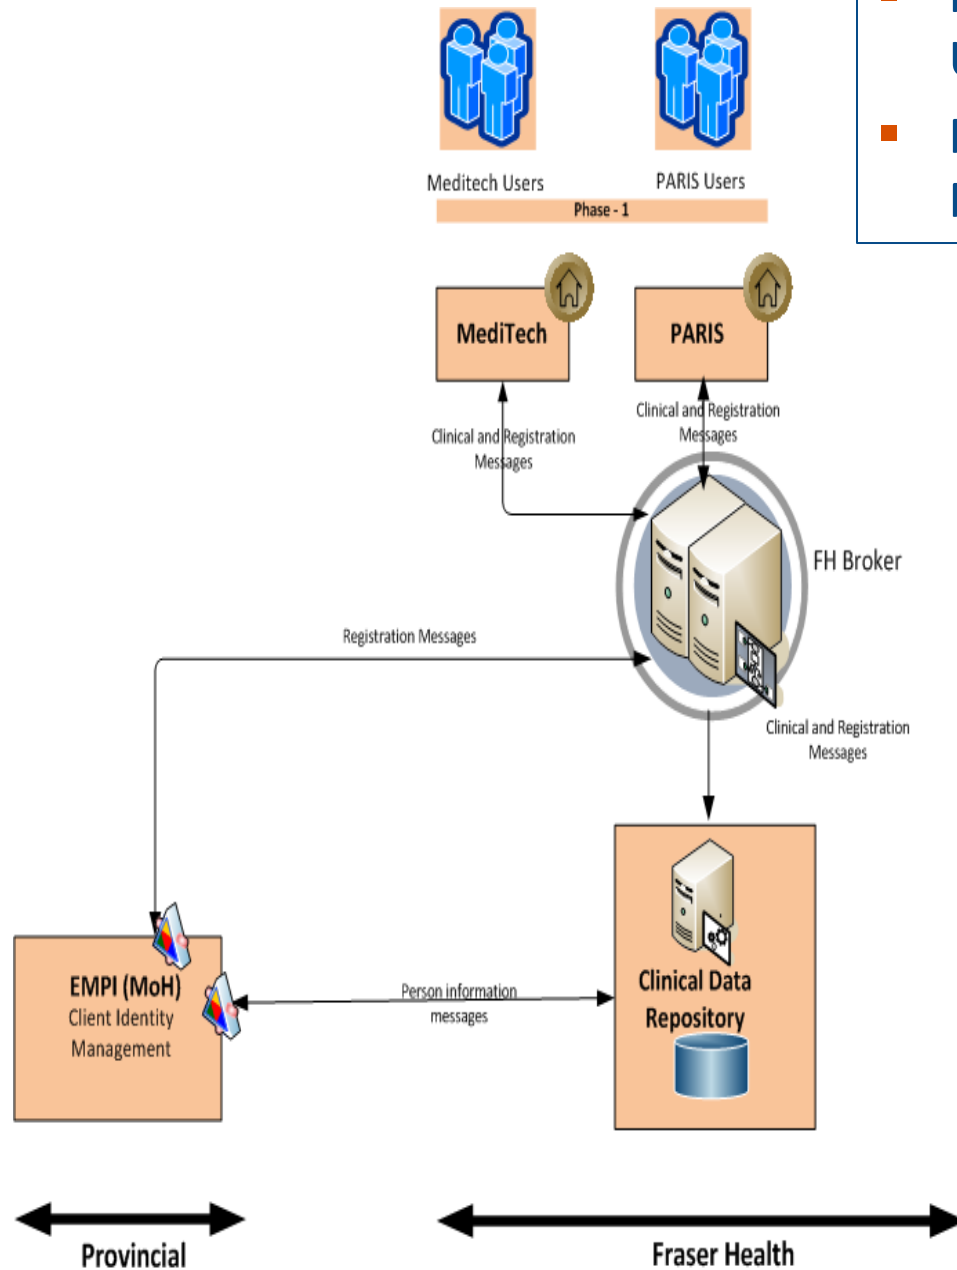 Meditech Users
PARIS Users
Phase - 1
MediTech
PARIS
Clinical and Registration
Messages
Clinical and Registration
Messages
FH Broker
Registration Messages
Clinical and Registration
Messages
EMPI (MoH)
Client Identity
Management
Person information
messages
Clinical Data
Repository
Provincial
Fraser Health